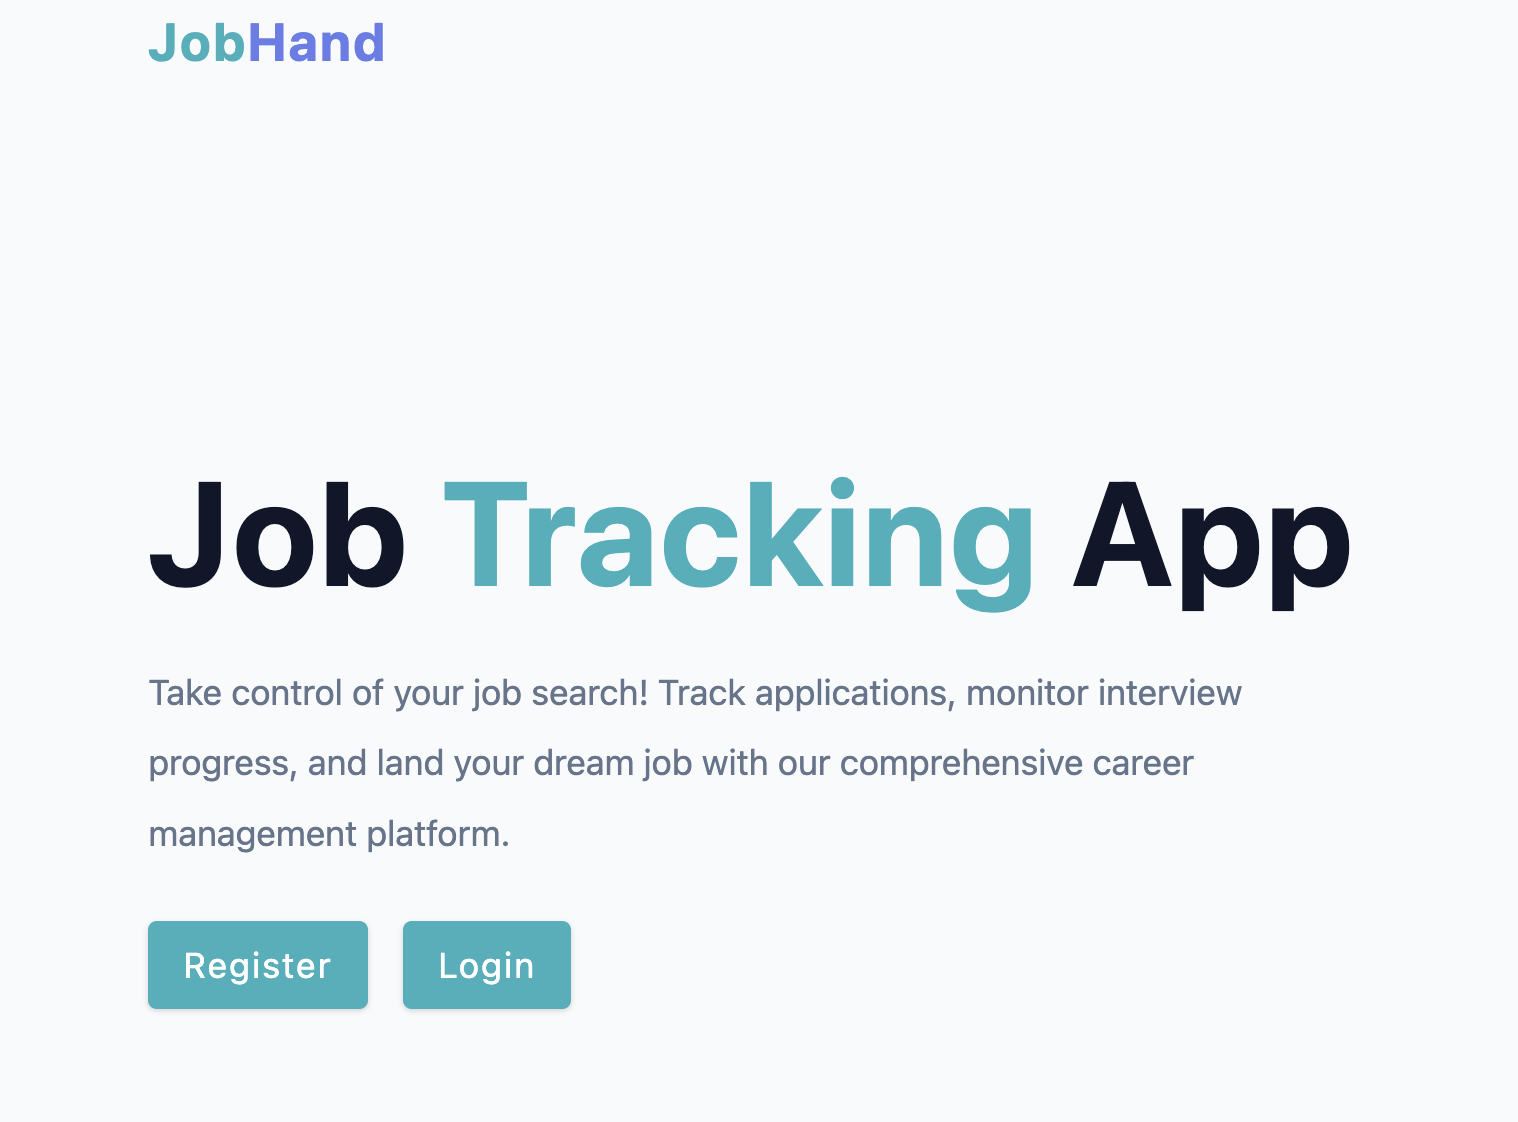 JobHand
Job Tracking App
Take control of your job search! Track applications, monitor interview
progress, and land your dream job with our comprehensive career
management platform.
Register Login